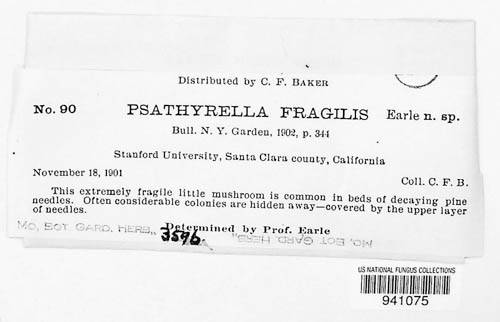 Distributed by C. F. BAKER
No. 90 PSATHYRELLA FRAGILIS Earle n. sp.
Bull. N. Y. Garden, 1902, p. 344
Stanford University, Santa Clara county, California
November 18, 1901 Coll. C. F. B.
This extremely fragile little mushroom is common in beds of decaying pine
needles. Often considerable colonies are hidden away—covered by the upper layer
of needles.
Determined by Prof. Earle
MO. BOT GARD. HERB. 3596 MO. BOT GARD. HERB.
US NATIONAL FUNGUS COLLECTIONS
941075